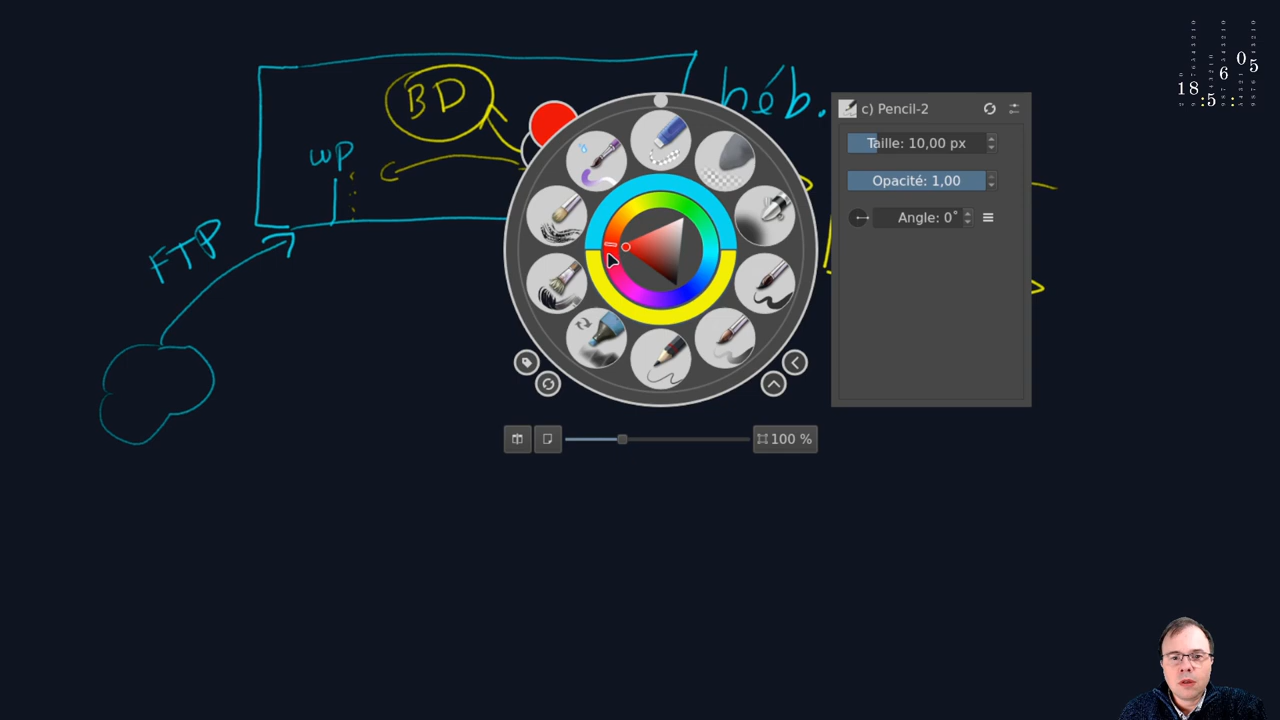 BD
héb.
wp
FTP
c) Pencil-2
Taille: 10,00 px
Opacité: 1,00
Angle: 0°
100 %
18:56:05